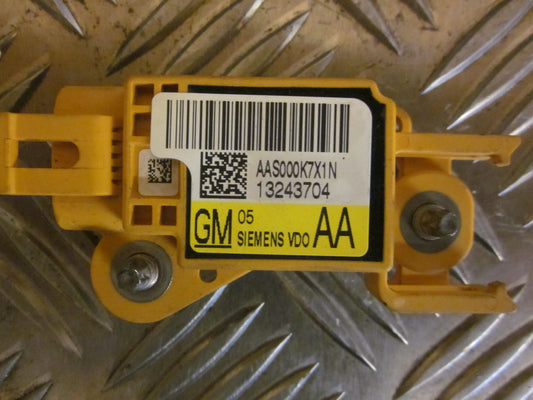 AAS000K7X1N
13243704
GM 05 SIEMENS VDO AA